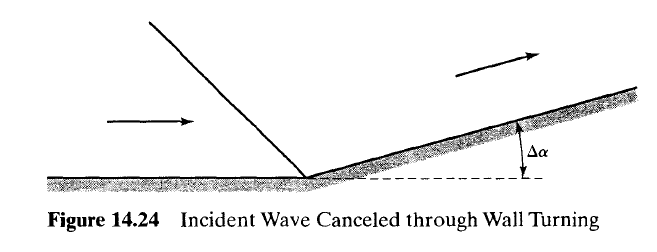 Δα
Figure 14.24 Incident Wave Canceled through Wall Turning